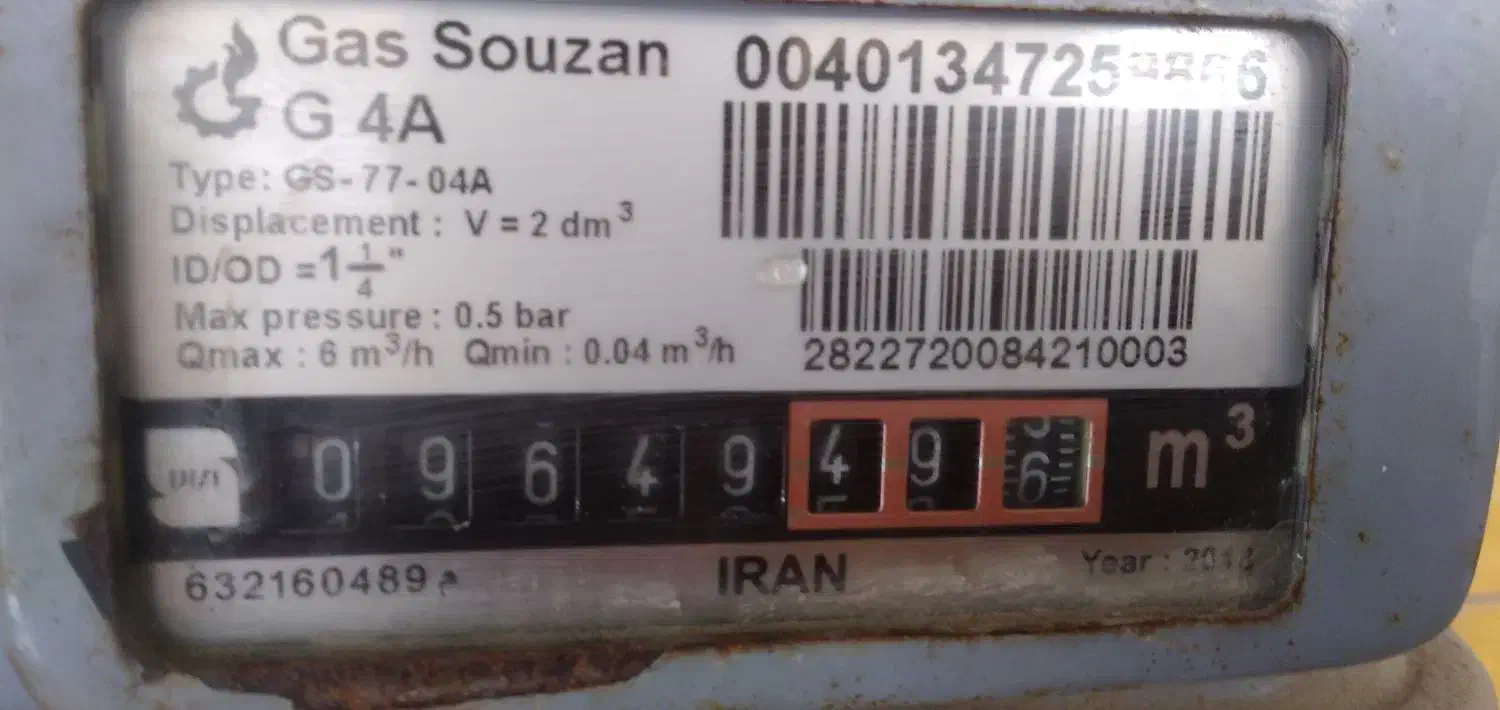 Gas Souzan
G 4A
Type: GS-77-04A
Displacement : V = 2 dm³
ID/OD =1 1/4"
Max pressure : 0.5 bar
Qmax : 6 m³/h Qmin : 0.04 m³/h
2822720084210003
0 9 6 4 9 4 9 6 m³
IRAN
Year :